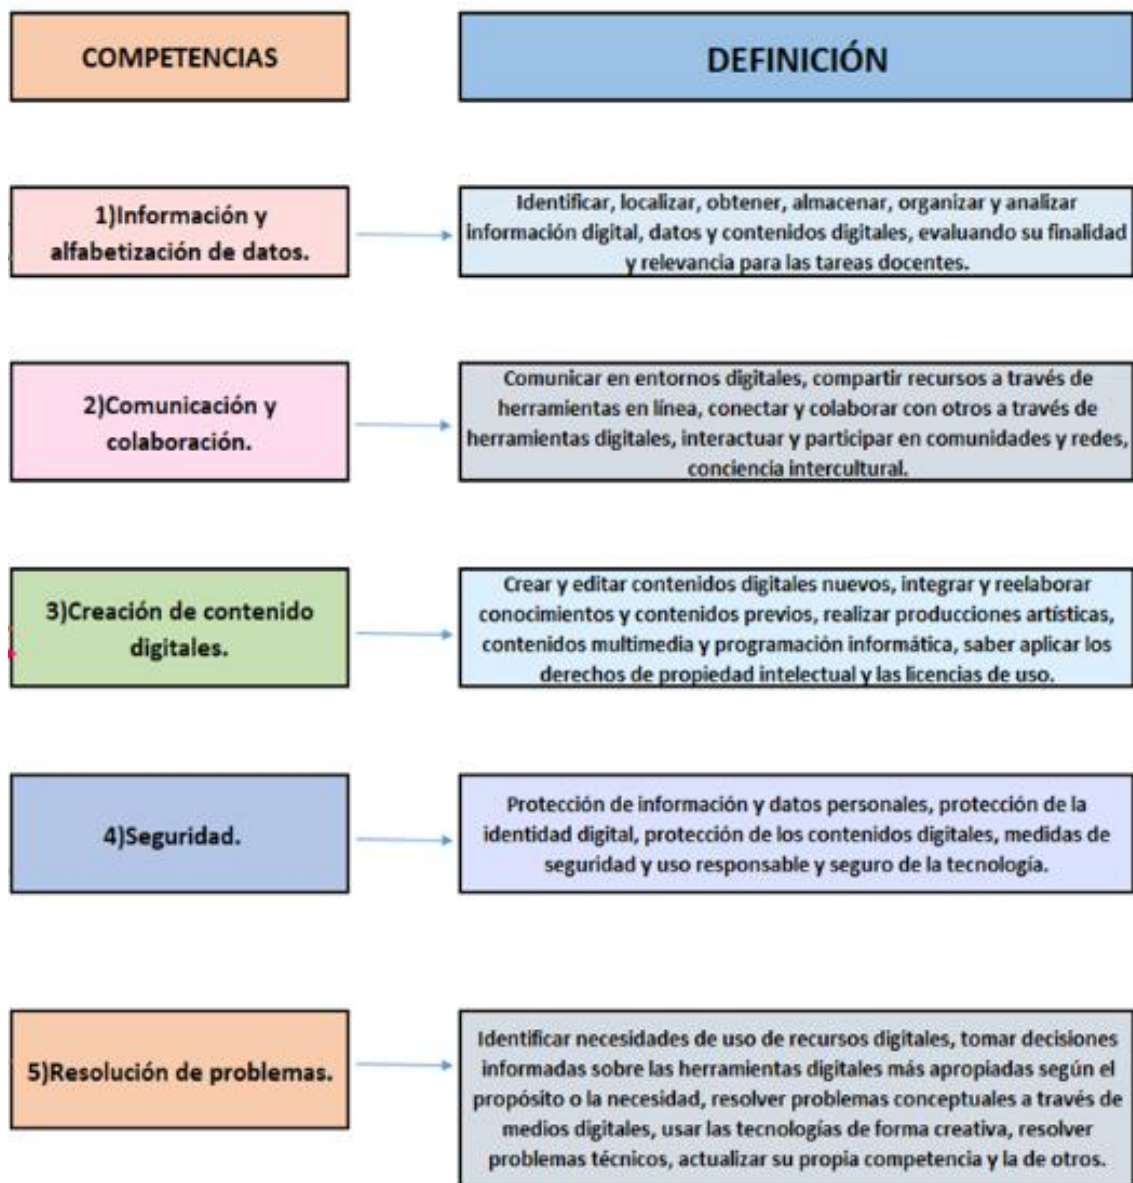 COMPETENCIAS
DEFINICIÓN
1)Información y
alfabetización de datos.
Identificar, localizar, obtener, almacenar, organizar y analizar
información digital, datos y contenidos digitales, evaluando su finalidad
y relevancia para las tareas docentes.
2)Comunicación y
colaboración.
Comunicar en entornos digitales, compartir recursos a través de
herramientas en línea, conectar y colaborar con otros a través de
herramientas digitales, interactuar y participar en comunidades y redes,
conciencia intercultural.
3)Creación de contenido
digitales.
Crear y editar contenidos digitales nuevos, integrar y reelaborar
conocimientos y contenidos previos, realizar producciones artísticas,
contenidos multimedia y programación informática, saber aplicar los
derechos de propiedad intelectual y las licencias de uso.
4)Seguridad.
Protección de información y datos personales, protección de la
identidad digital, protección de los contenidos digitales, medidas de
seguridad y uso responsable y seguro de la tecnología.
5)Resolución de problemas.
Identificar necesidades de uso de recursos digitales, tomar decisiones
informadas sobre las herramientas digitales más apropiadas según el
propósito o la necesidad, resolver problemas conceptuales a través de
medios digitales, usar las tecnologías de forma creativa, resolver
problemas técnicos, actualizar su propia competencia y la de otros.